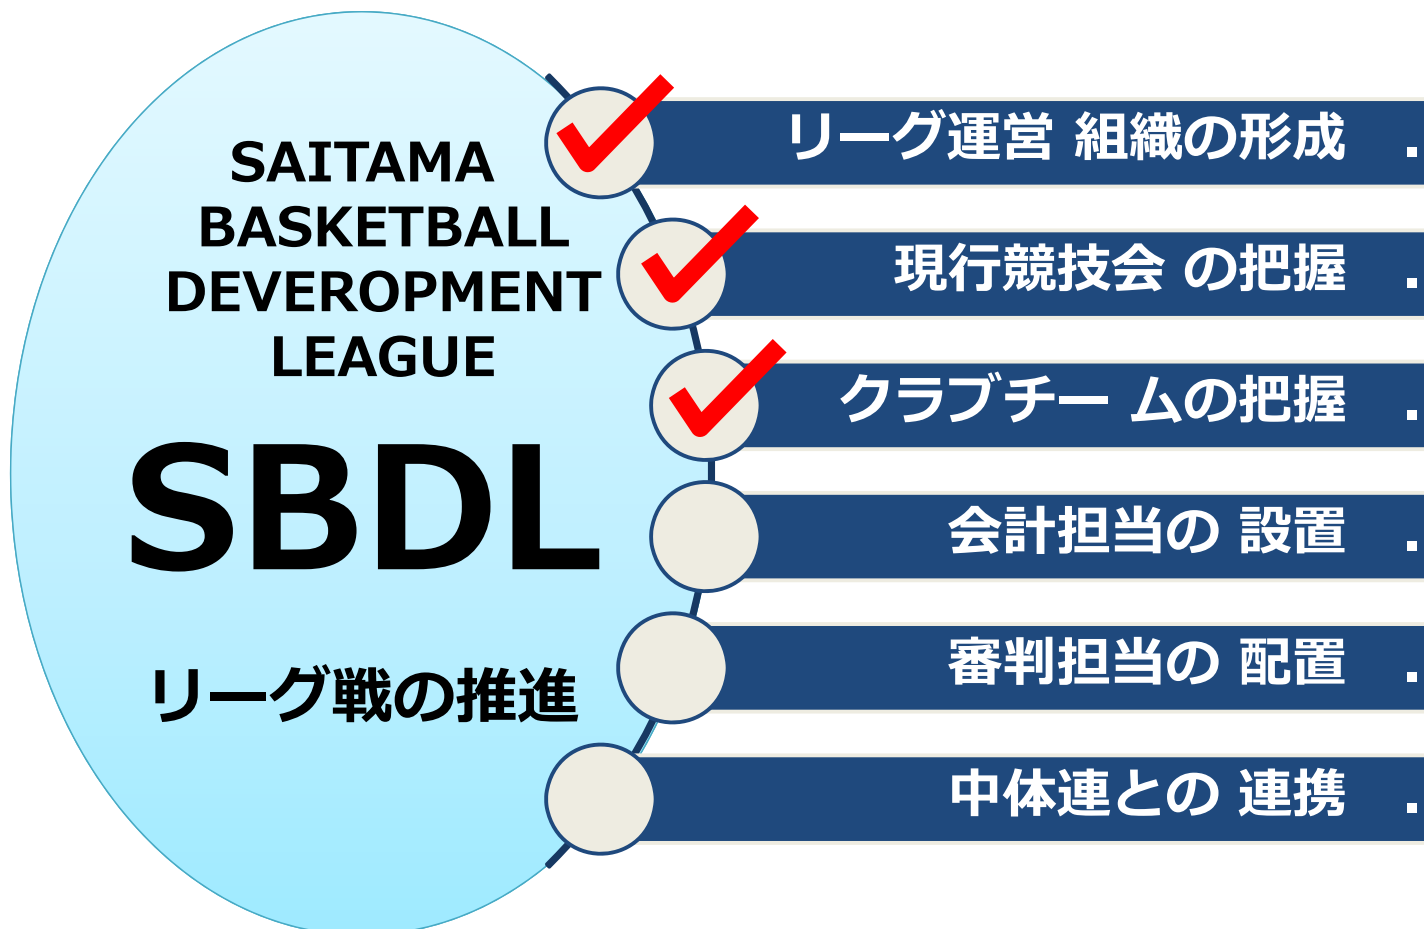 SAITAMA
BASKETBALL
DEVEROPMENT
LEAGUE
SBDL
リーグ戦の推進
リーグ運営 組織の形成 .
現行競技会 の把握 .
クラブチー ムの把握 .
会計担当の 設置 .
審判担当の 配置 .
中体連との 連携 .